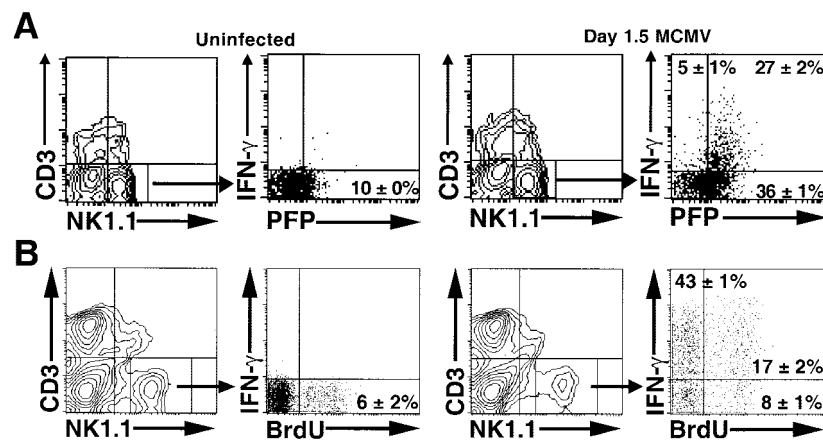 A
Uninfected
Day 1.5 MCMV
CD3
NK1.1
IFN-γ
PFP
10 ± 0%
CD3
NK1.1
IFN-γ
PFP
5 ± 1%
27 ± 2%
36 ± 1%
B
CD3
NK1.1
IFN-γ
BrdU
6 ± 2%
CD3
NK1.1
IFN-γ
BrdU
43 ± 1%
17 ± 2%
8 ± 1%